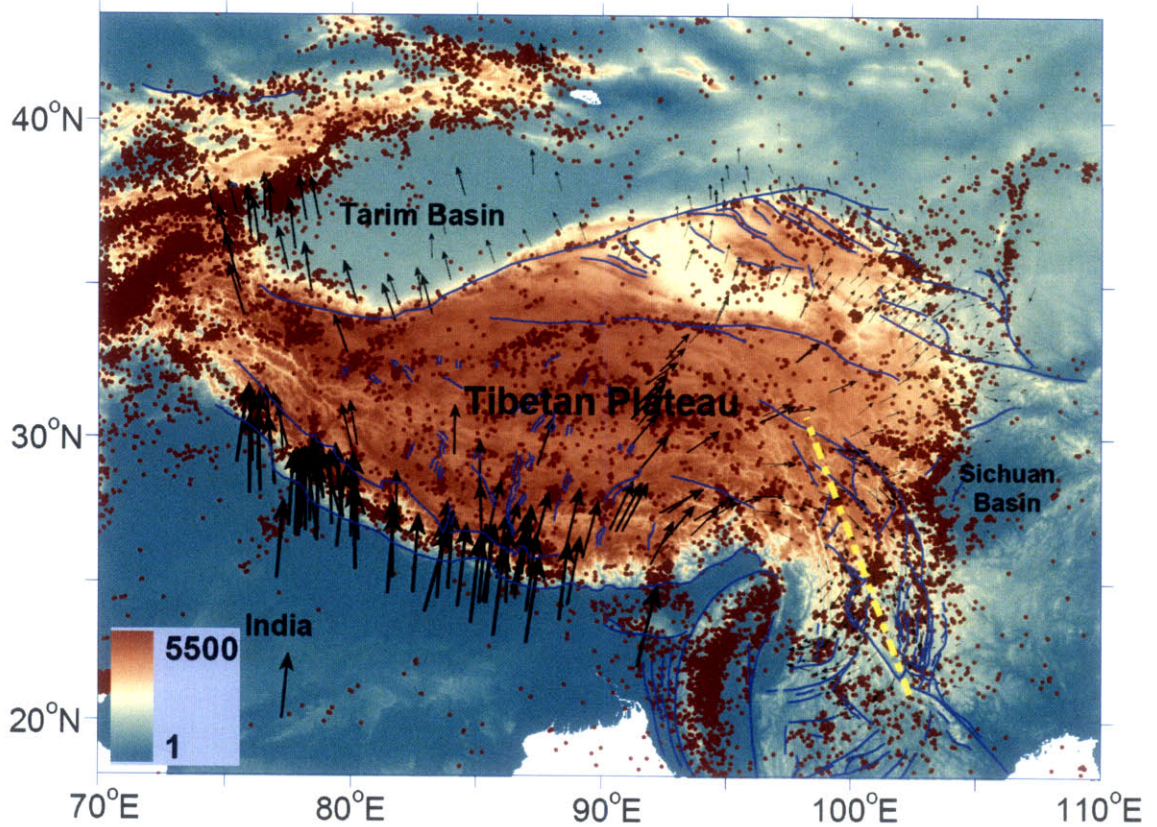 40°N
Tarim Basin
Tibetan Plateau
30°N
Sichuan
Basin
India
5500
1
20°N
70°E
80°E
90°E
100°E
110°E